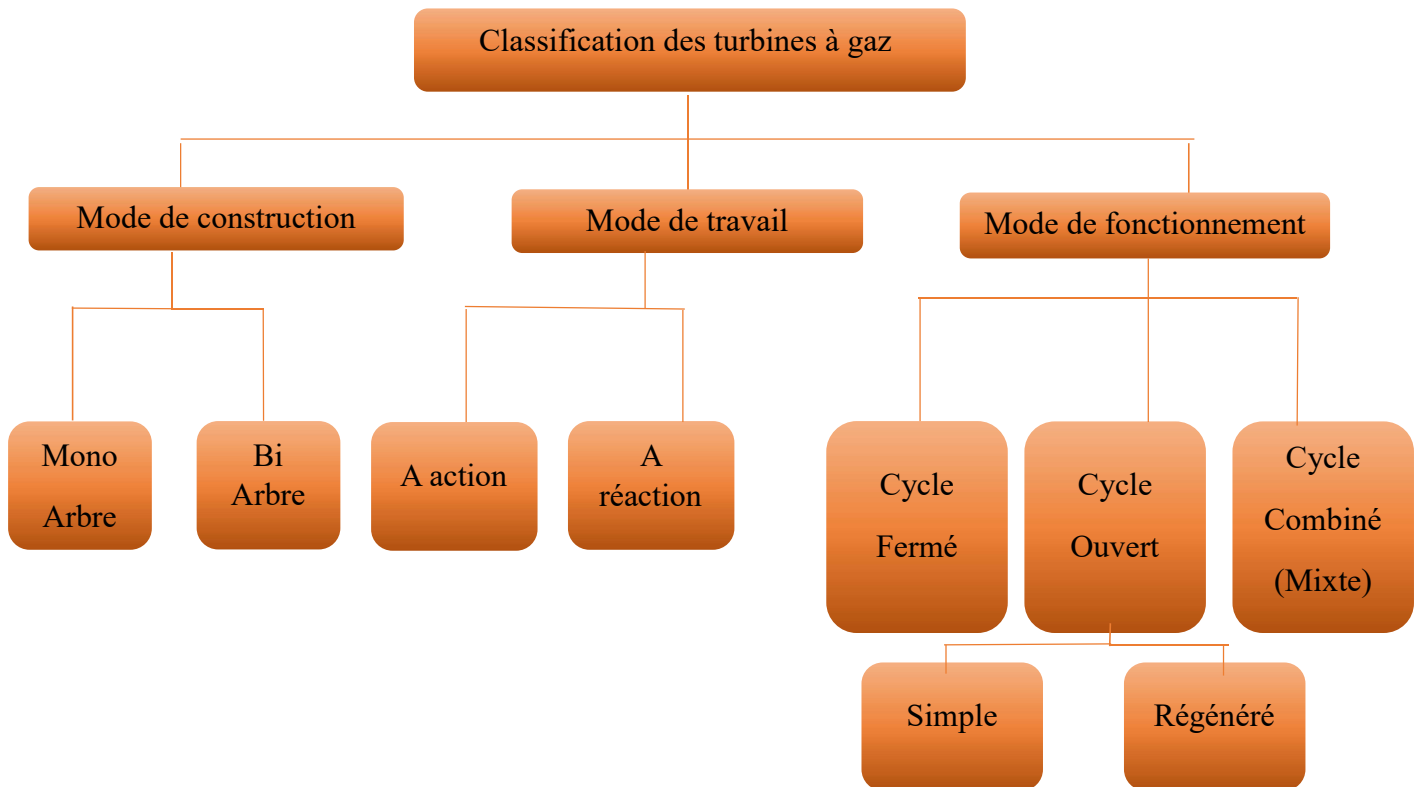 Classification des turbines à gaz
Mode de construction
Mode de travail
Mode de fonctionnement
Mono
Arbre
Bi
Arbre
A action
A
réaction
Cycle
Fermé
Cycle
Ouvert
Cycle
Combiné
(Mixte)
Simple
Régénéré